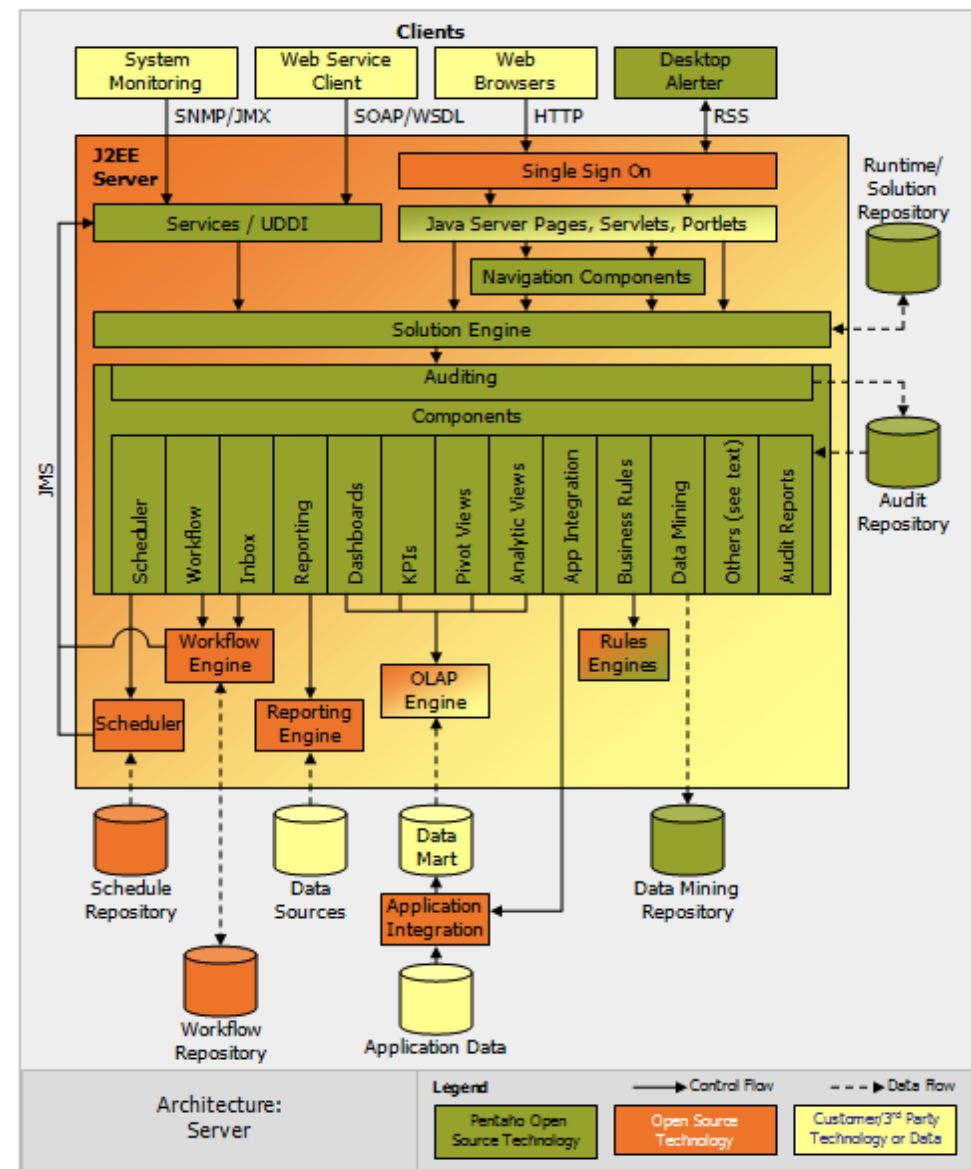 Clients
System
Monitoring
Web Service
Client
Web
Browsers
Desktop
Alerter
SNMP/JMX
SOAP/WSDL
HTTP
RSS
J2EE
Server
Single Sign On
Runtime/
Solution
Repository
Services / UDDI
Java Server Pages, Servlets, Portlets
Navigation Components
Solution Engine
Auditing
Components
JMS
Scheduler
Workflow
Inbox
Reporting
Dashboards
KPIs
Pivot Views
Analytic Views
App Integration
Business Rules
Data Mining
Others (see text)
Audit Reports
Audit
Repository
Workflow
Engine
Rules
Engines
OLAP
Engine
Scheduler
Reporting
Engine
Data
Mart
Schedule
Repository
Data
Sources
Data Mining
Repository
Application
Integration
Workflow
Repository
Application Data
Architecture:
Server
Legend
Control Flow
Data Flow
Pentaho Open
Source Technology
Open Source
Technology
Customer/3rd Party
Technology or Data